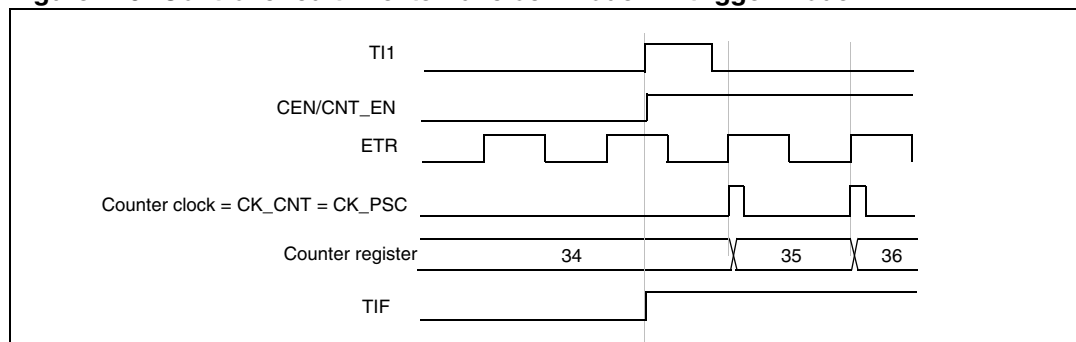 TI1
CEN/CNT_EN
ETR
Counter clock = CK_CNT = CK_PSC
Counter register
34
35
36
TIF